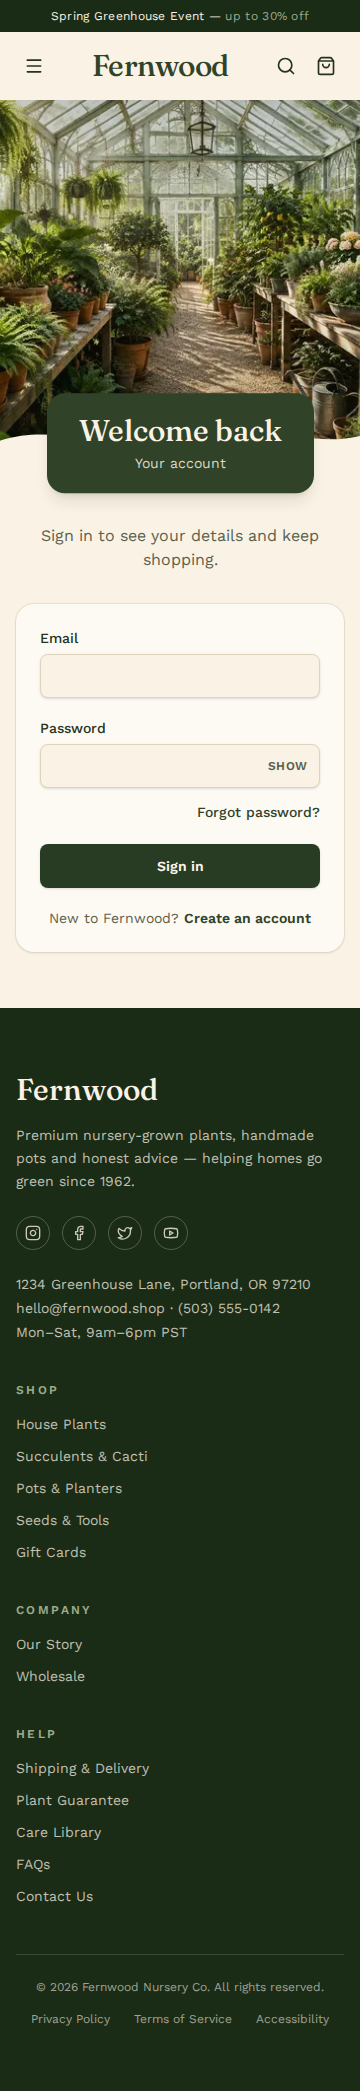 Spring Greenhouse Event — up to 30% off
Fernwood
Welcome back
Your account
Sign in to see your details and keep
shopping.
Email
Password
SHOW
Forgot password?
Sign in
New to Fernwood? Create an account
Fernwood
Premium nursery-grown plants, handmade
pots and honest advice — helping homes go
green since 1962.
1234 Greenhouse Lane, Portland, OR 97210
hello@fernwood.shop · (503) 555-0142
Mon–Sat, 9am–6pm PST
SHOP
House Plants
Succulents & Cacti
Pots & Planters
Seeds & Tools
Gift Cards
COMPANY
Our Story
Wholesale
HELP
Shipping & Delivery
Plant Guarantee
Care Library
FAQs
Contact Us
© 2026 Fernwood Nursery Co. All rights reserved.
Privacy Policy Terms of Service Accessibility